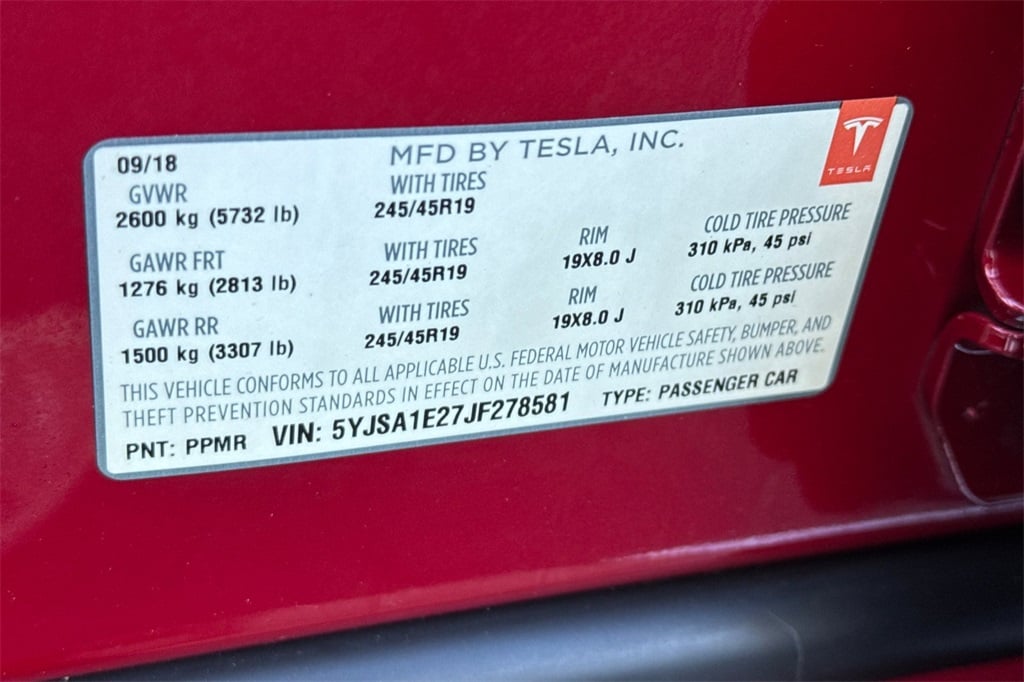 09/18 MFD BY TESLA, INC.
TESLA
GVWR WITH TIRES
2600 kg (5732 lb) 245/45R19
GAWR FRT WITH TIRES RIM COLD TIRE PRESSURE
1276 kg (2813 lb) 245/45R19 19X8.0 J 310 kPa, 45 psi
GAWR RR WITH TIRES RIM COLD TIRE PRESSURE
1500 kg (3307 lb) 245/45R19 19X8.0 J 310 kPa, 45 psi
THIS VEHICLE CONFORMS TO ALL APPLICABLE U.S. FEDERAL MOTOR VEHICLE SAFETY, BUMPER, AND
THEFT PREVENTION STANDARDS IN EFFECT ON THE DATE OF MANUFACTURE SHOWN ABOVE.
PNT: PPMR VIN: 5YJSA1E27JF278581 TYPE: PASSENGER CAR